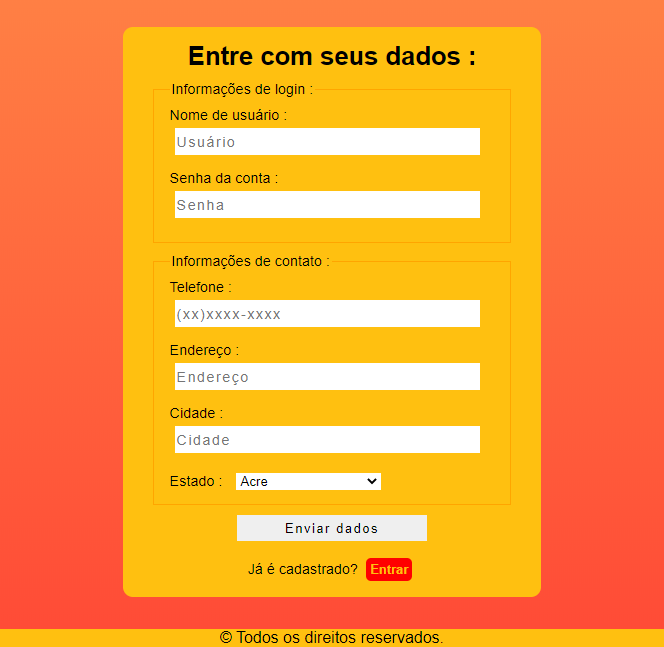 Entre com seus dados :
Informações de login :
Nome de usuário :
Usuário
Senha da conta :
Senha
Informações de contato :
Telefone :
(xx)xxxx-xxxx
Endereço :
Endereço
Cidade :
Cidade
Estado : Acre
Enviar dados
Já é cadastrado? Entrar
© Todos os direitos reservados.